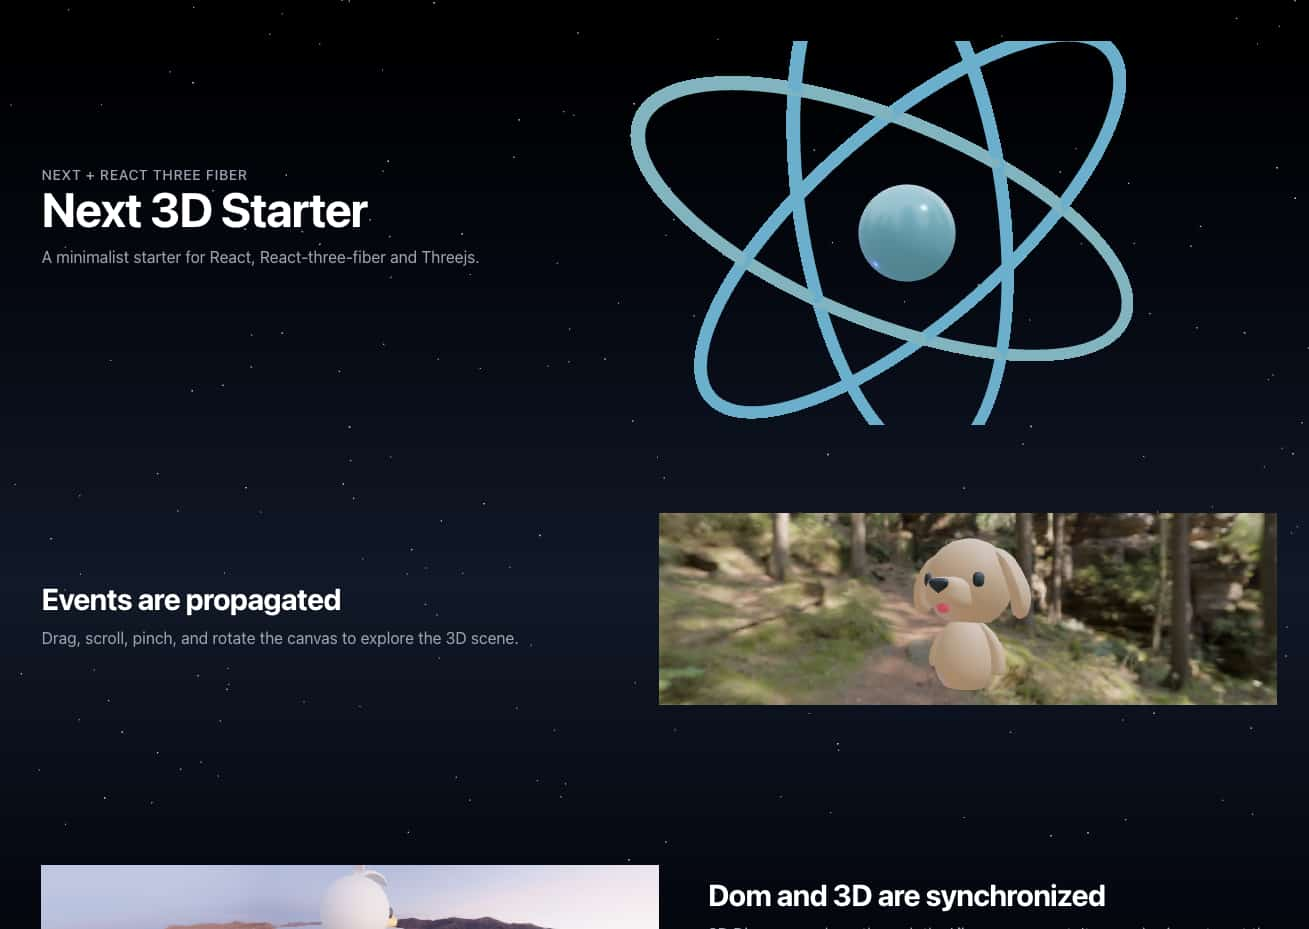 NEXT + REACT THREE FIBER
Next 3D Starter
A minimalist starter for React, React-three-fiber and Threejs.
Events are propagated
Drag, scroll, pinch, and rotate the canvas to explore the 3D scene.
Dom and 3D are synchronized